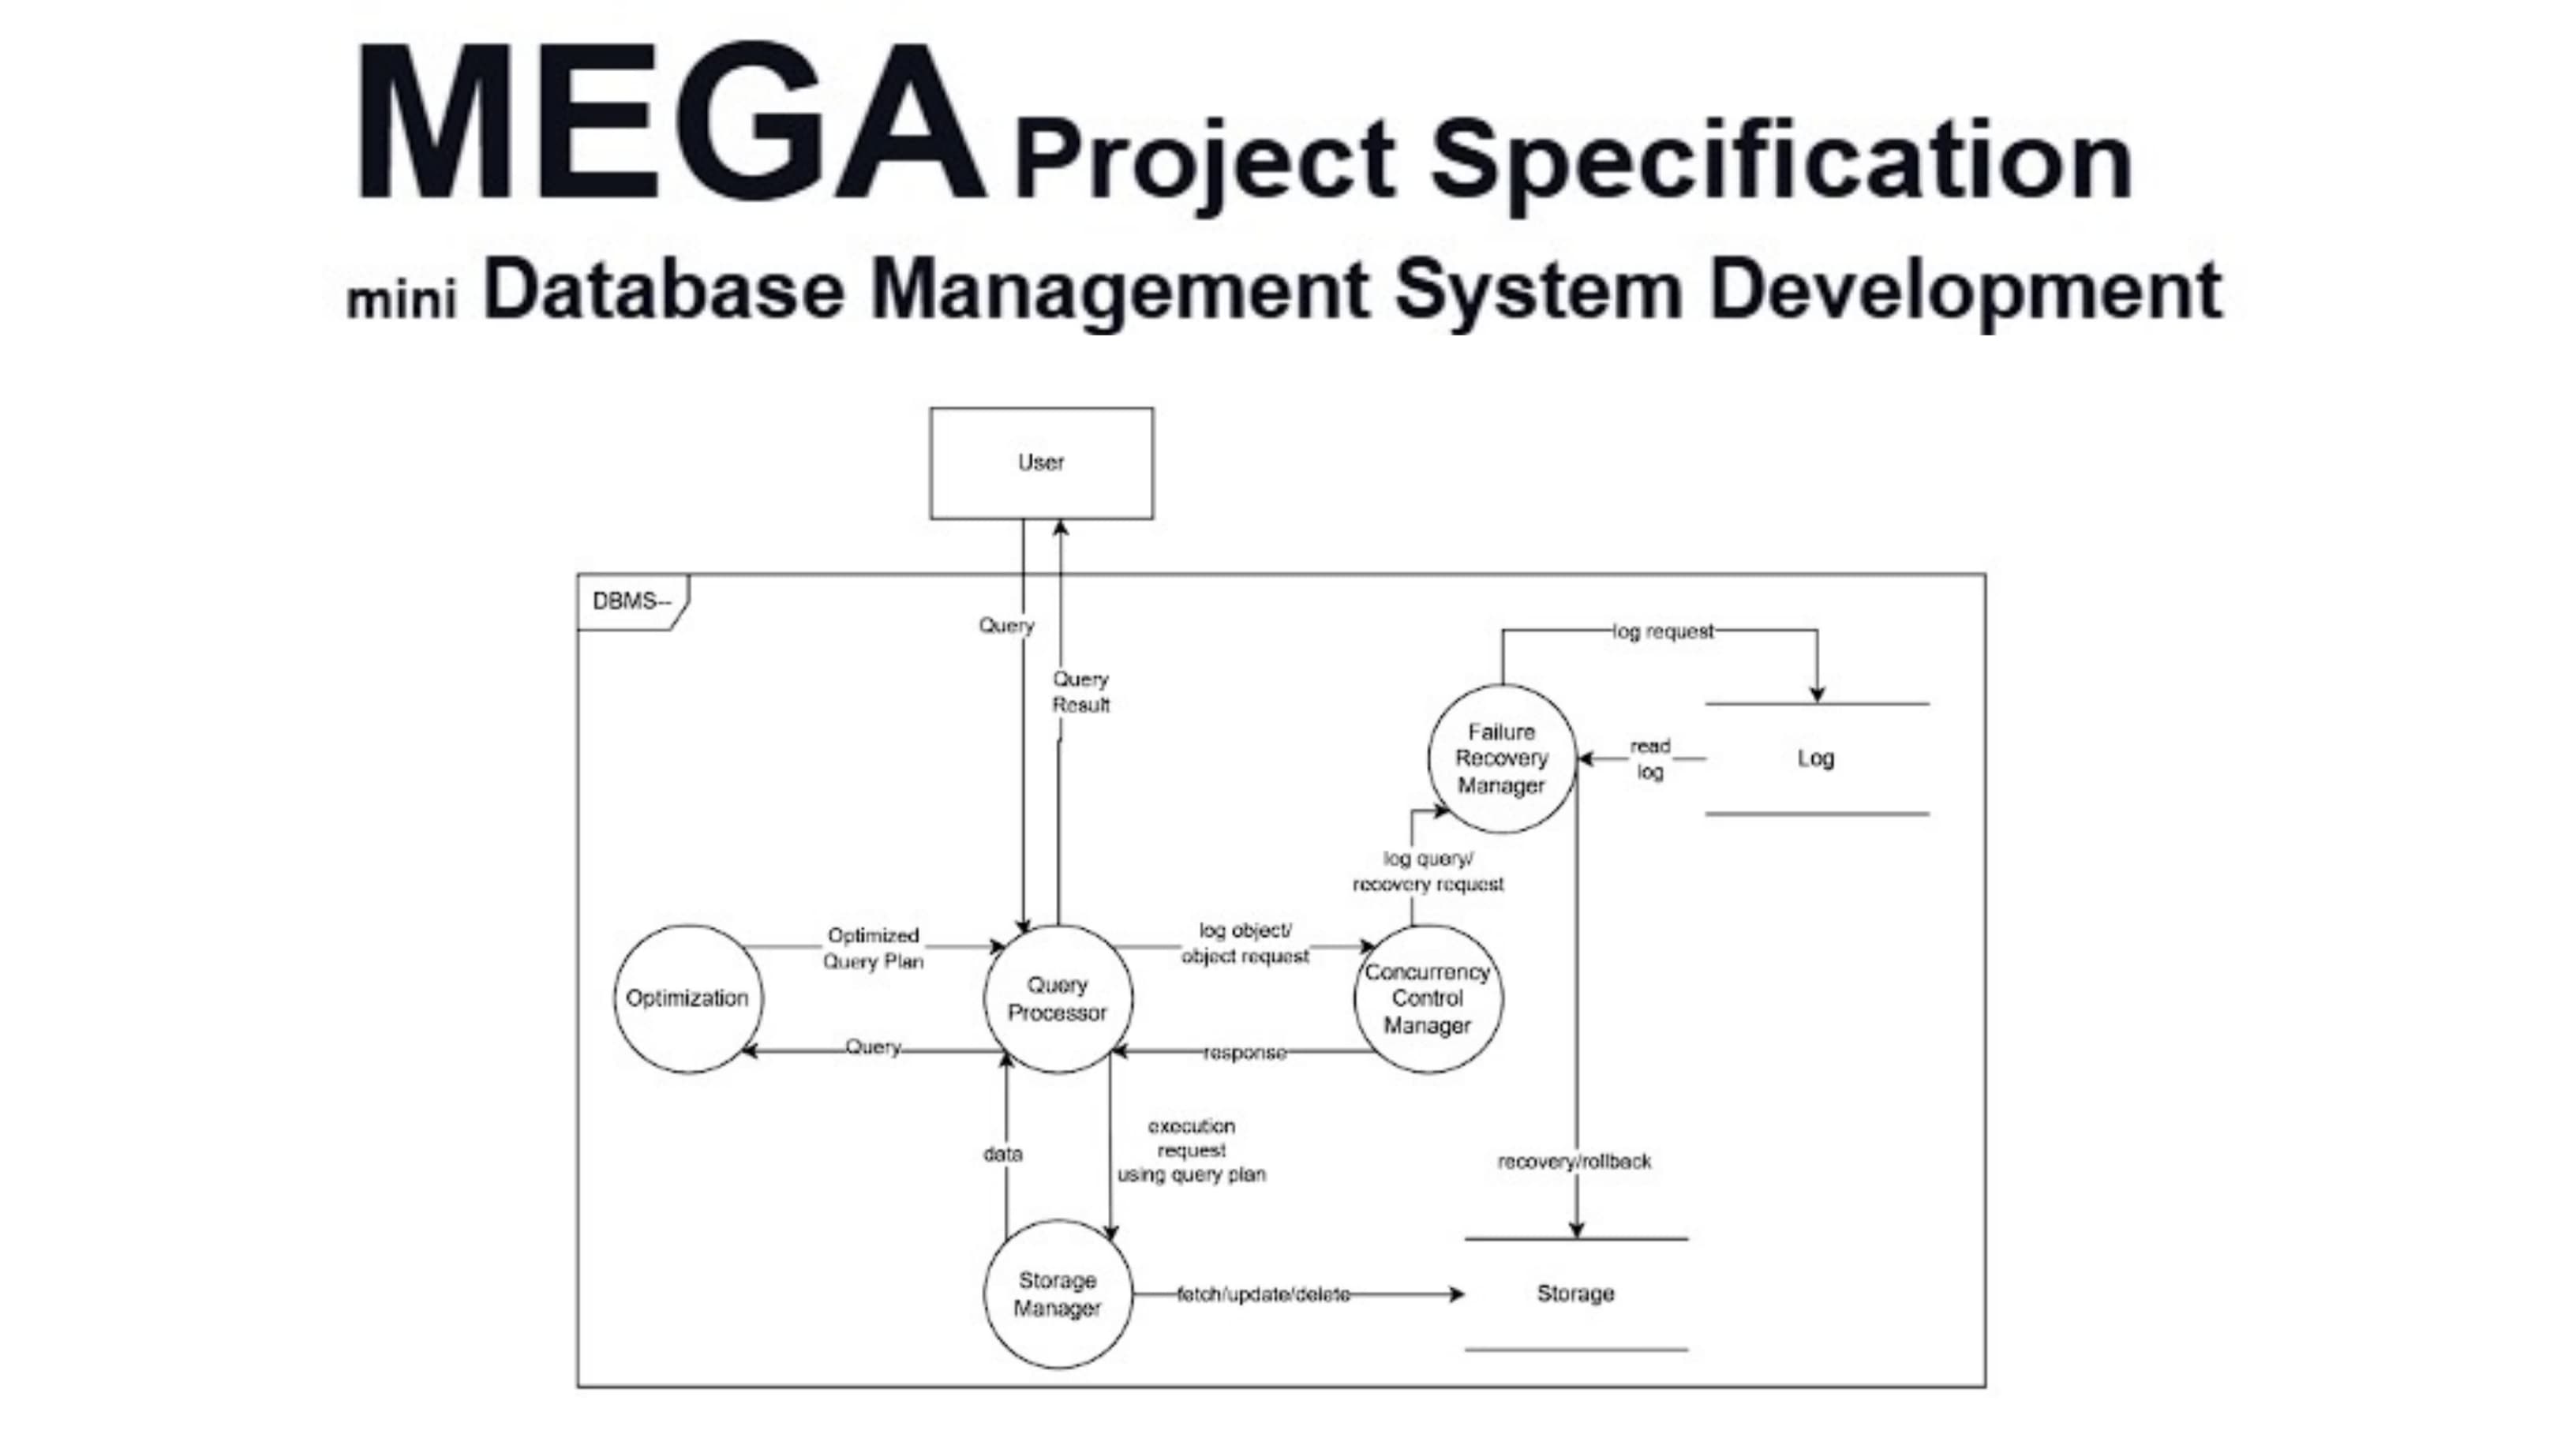 MEGA Project Specification
mini Database Management System Development
User
DBMS--
Query
log request
Query
Result
Failure
Recovery
Manager
read
log
Log
log query/
recovery request
Optimized
Query Plan
log object/
object request
Optimization
Query
Processor
Concurrency
Control
Manager
Query
response
data
execution
request
using query plan
recovery/rollback
Storage
Manager
fetch/update/delete
Storage